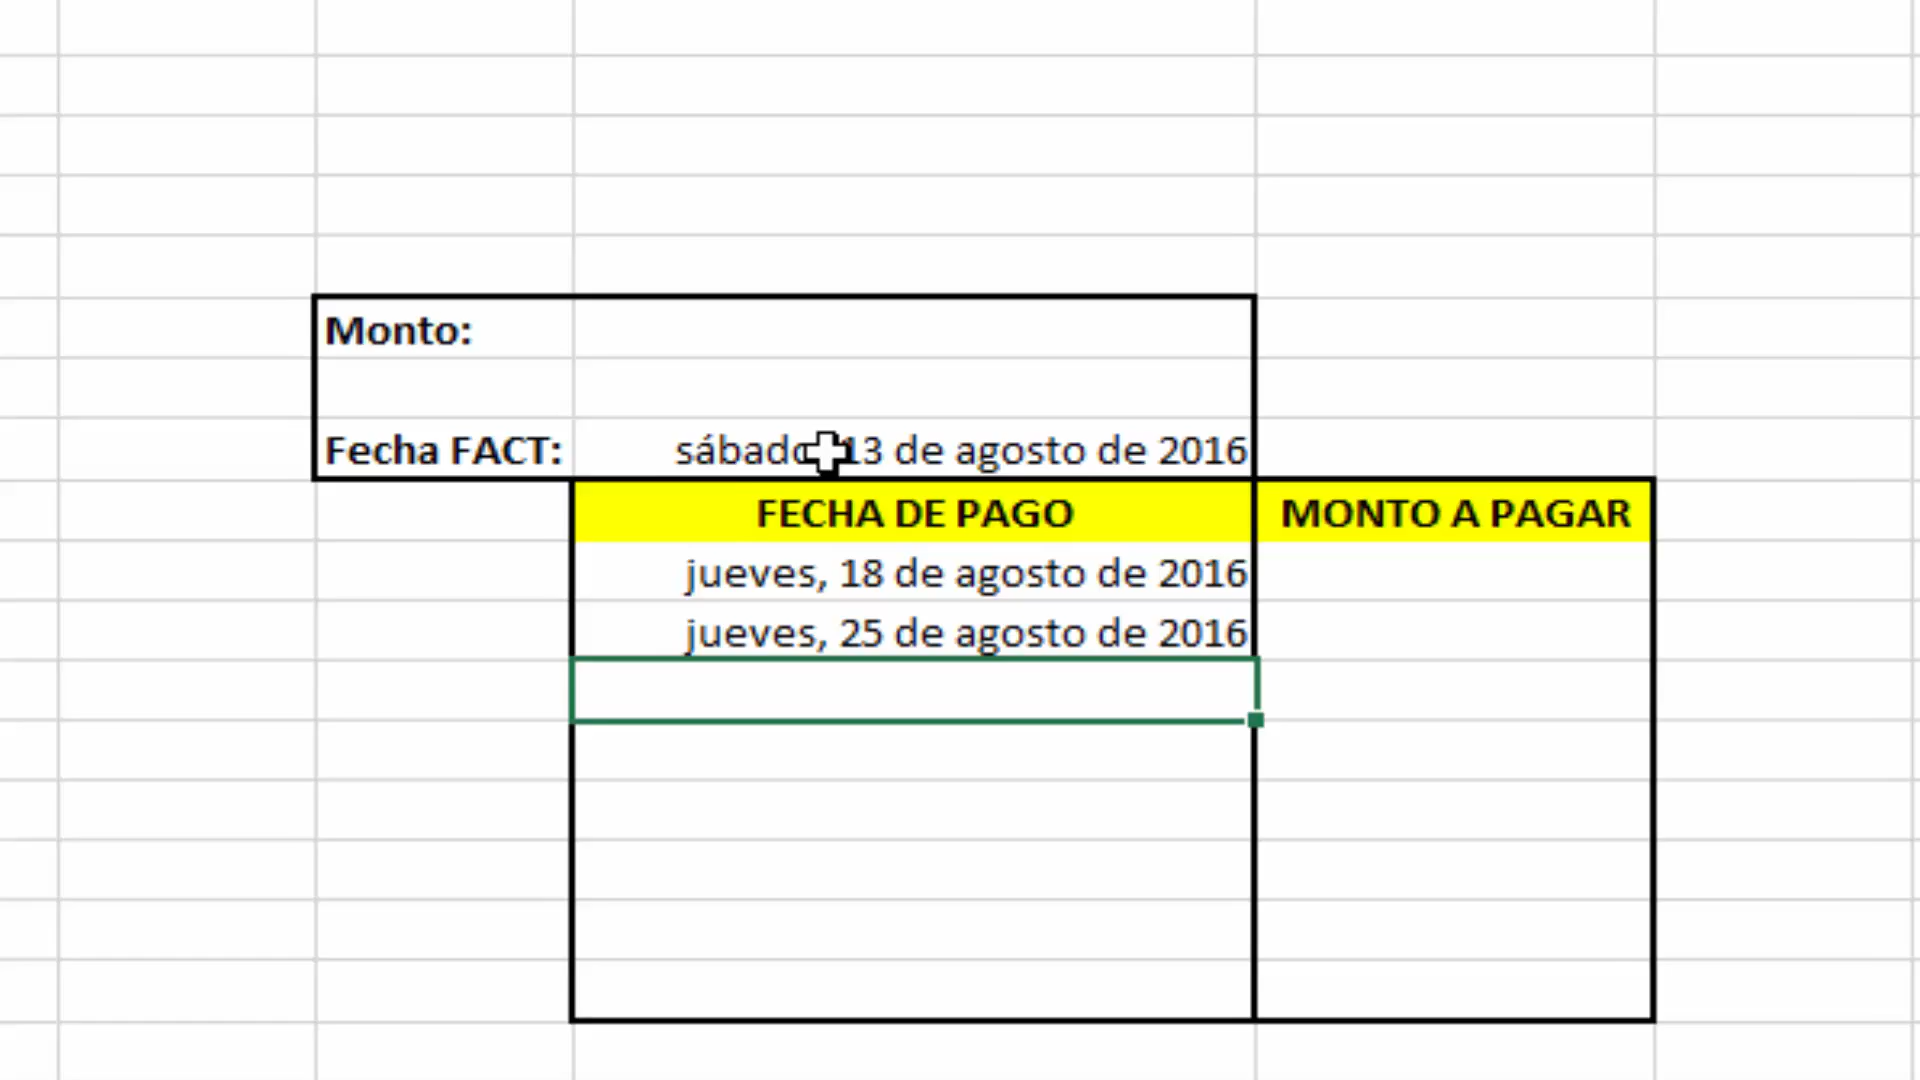 Monto:
Fecha FACT: sábado, 13 de agosto de 2016
FECHA DE PAGO MONTO A PAGAR
jueves, 18 de agosto de 2016
jueves, 25 de agosto de 2016